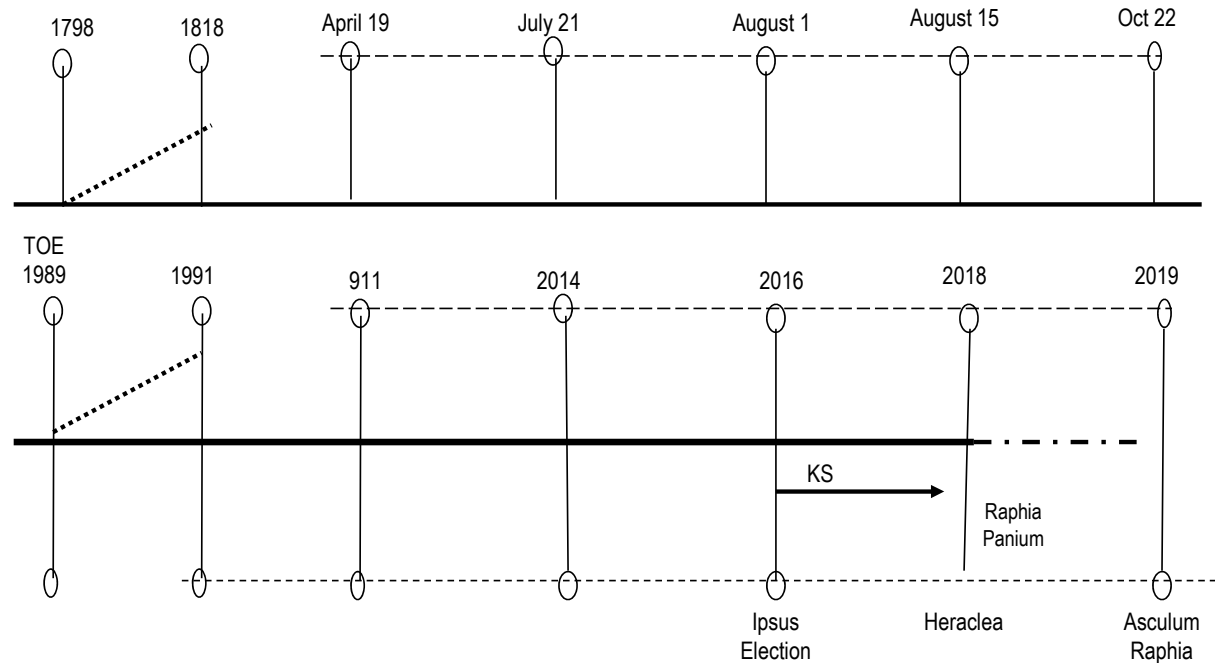 1798
1818
April 19
July 21
August 1
August 15
Oct 22
TOE
1989
1991
911
2014
2016
2018
2019
KS
Raphia
Panium
Ipsus
Election
Heraclea
Asculum
Raphia